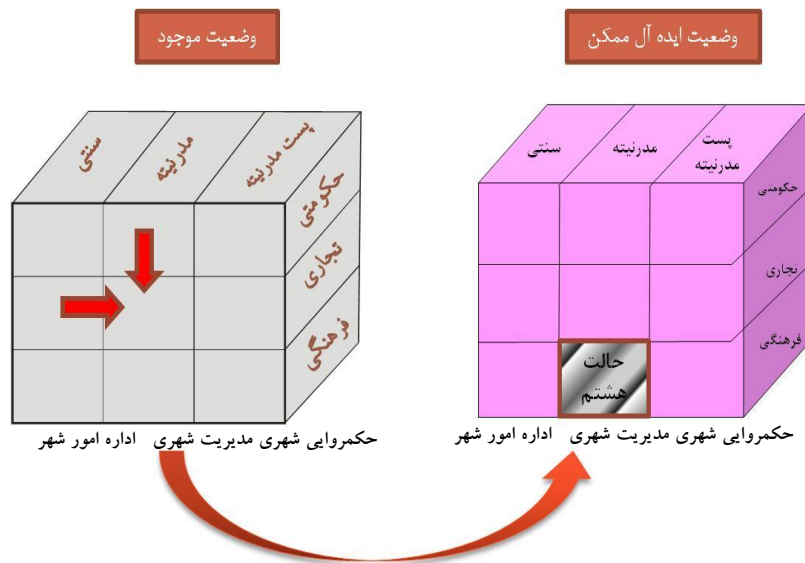 وضعیت ایده آل ممکن
وضعیت موجود
پست
مدرنیته
مدرنیته
سنتی
حکومتی
تجاری
فرهنگی
حالت
هشتم
حکمروایی شهری مدیریت شهری اداره امور شهر
پست مدرنیته
مدرنیته
سنتی
حکومتی
تجاری
فرهنگی
حکمروایی شهری مدیریت شهری اداره امور شهر